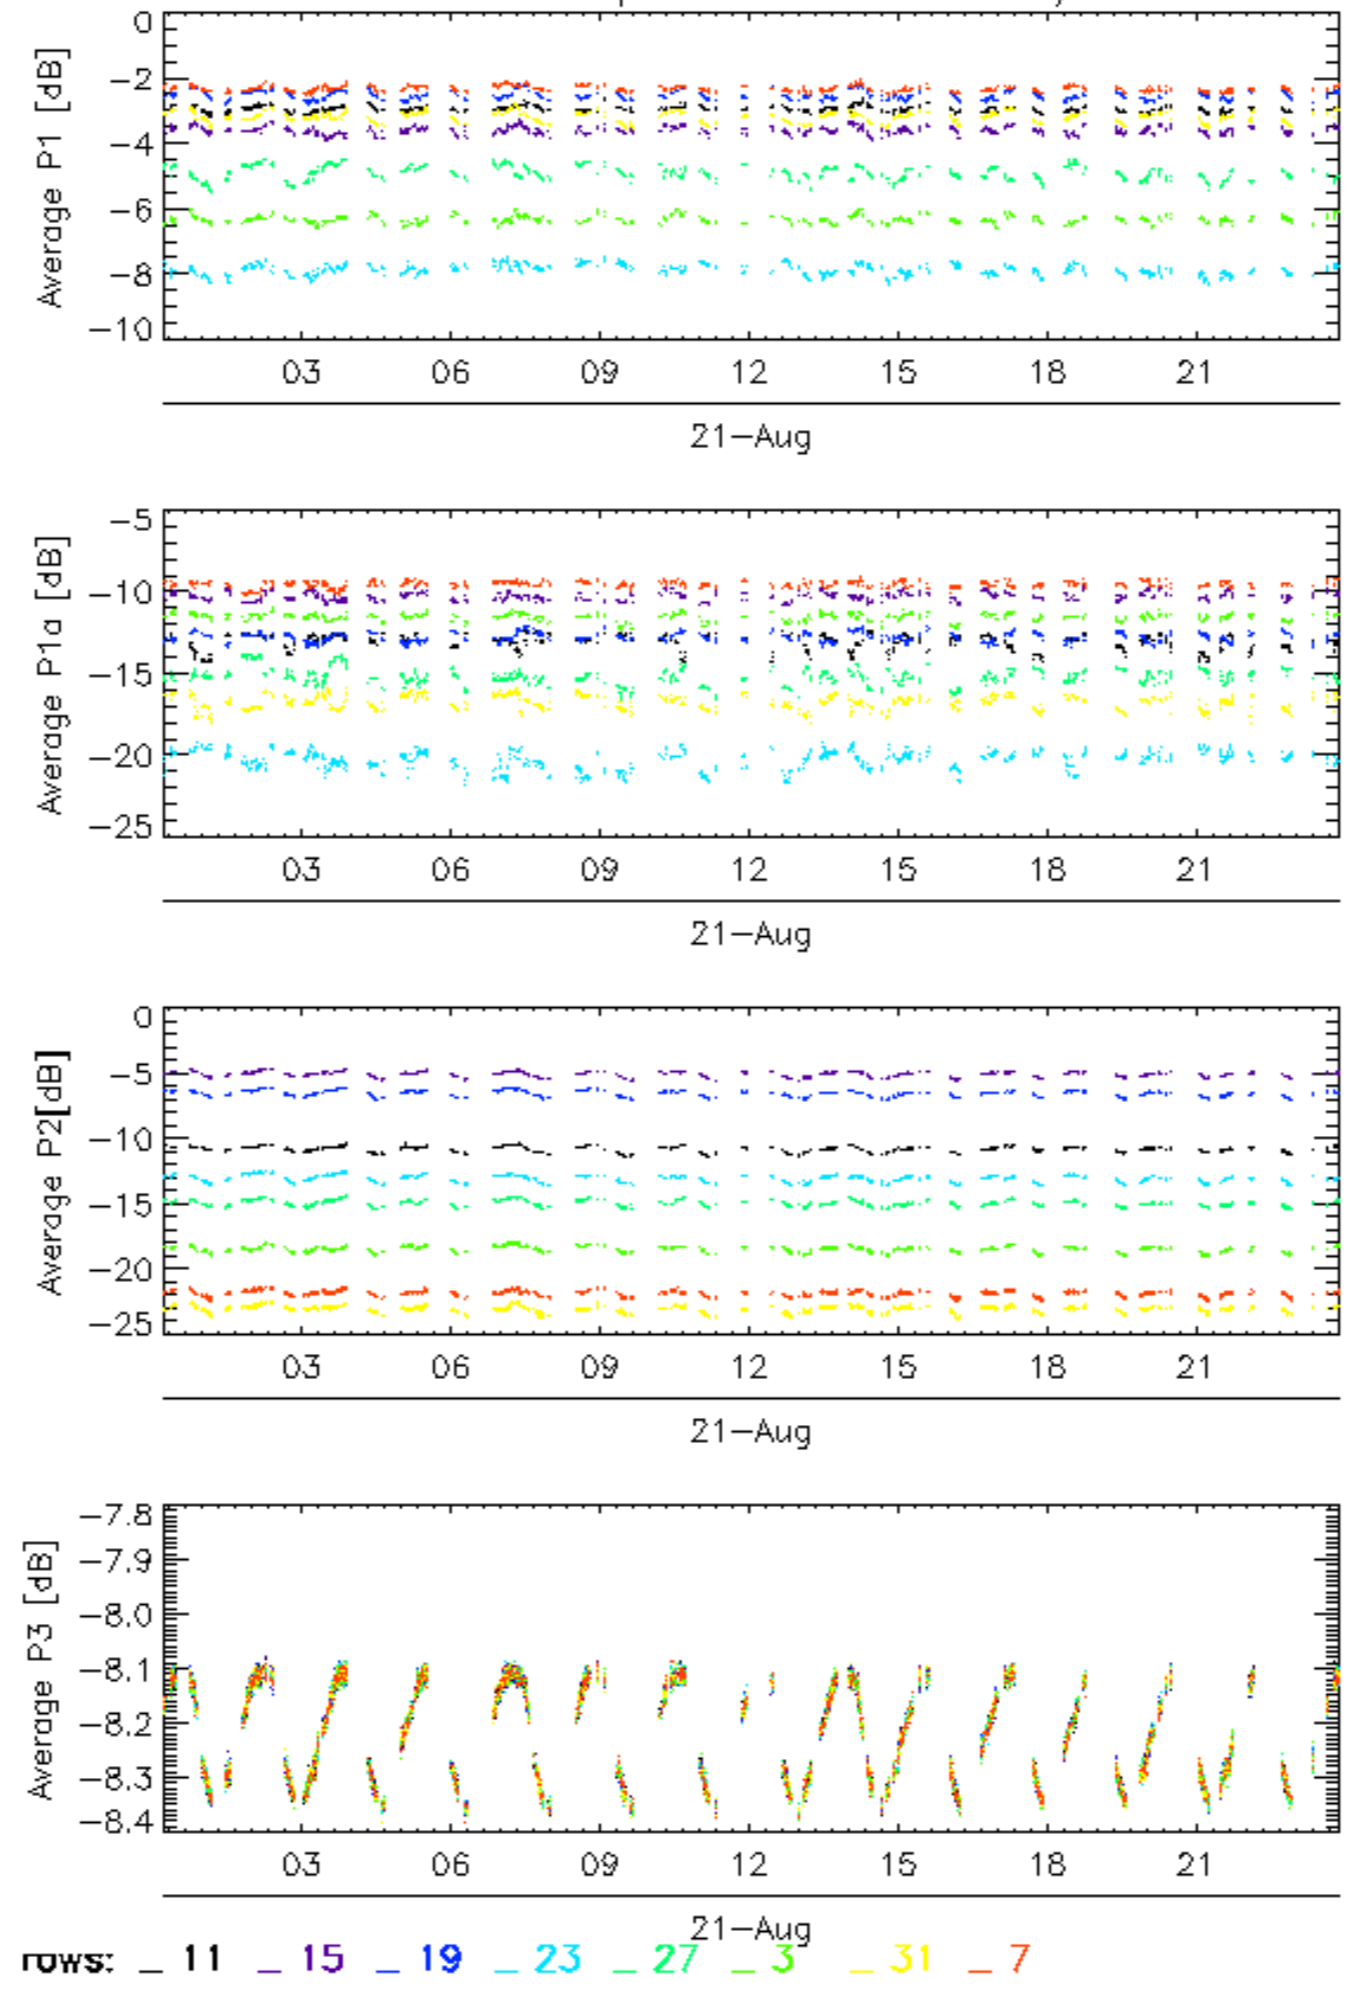 0
−2
−4
−6
−8
−10
Average P1 [dB]
03 06 09 12 15 18 21
21−Aug
−5
−10
−15
−20
−25
Average P1a [dB]
03 06 09 12 15 18 21
21−Aug
0
−5
−10
−15
−20
−25
Average P2[dB]
03 06 09 12 15 18 21
21−Aug
−7.8
−7.9
−8.0
−8.1
−8.2
−8.3
−8.4
Average P3 [dB]
03 06 09 12 15 18 21
21−Aug
rows: _ 11 _ 15 _ 19 _ 23 _ 27 _ 3 _ 31 _ 7